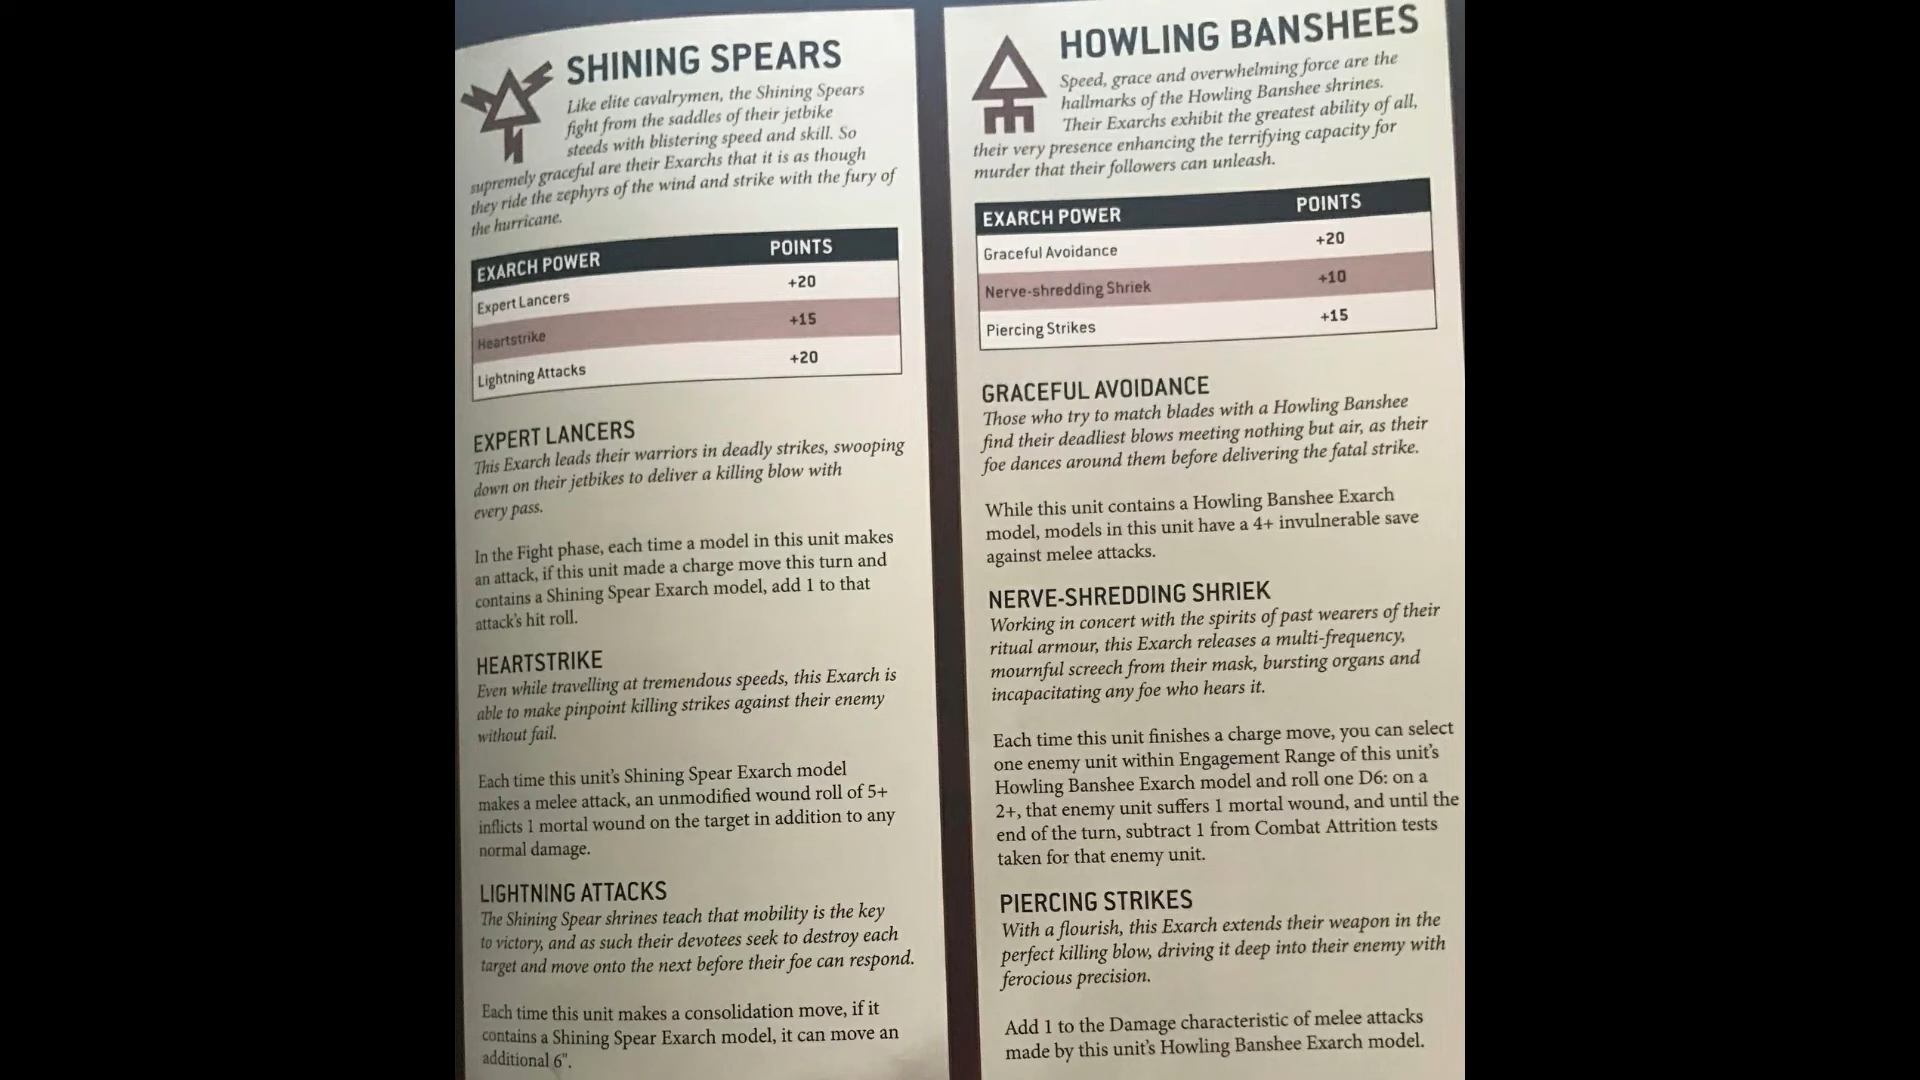 SHINING SPEARS
Like elite cavalrymen, the Shining Spears
fight from the saddles of their jetbike
steeds with blistering speed and skill. So
supremely graceful are their Exarchs that it is as though
they ride the zephyrs of the wind and strike with the fury of
the hurricane.
EXARCH POWER POINTS
Expert Lancers +20
Heartstrike +15
Lightning Attacks +20
EXPERT LANCERS
This Exarch leads their warriors in deadly strikes, swooping
down on their jetbikes to deliver a killing blow with
every pass.
In the Fight phase, each time a model in this unit makes
an attack, if this unit made a charge move this turn and
contains a Shining Spear Exarch model, add 1 to that
attack's hit roll.
HEARTSTRIKE
Even while travelling at tremendous speeds, this Exarch is
able to make pinpoint killing strikes against their enemy
without fail.
Each time this unit's Shining Spear Exarch model
makes a melee attack, an unmodified wound roll of 5+
inflicts 1 mortal wound on the target in addition to any
normal damage.
LIGHTNING ATTACKS
The Shining Spear shrines teach that mobility is the key
to victory, and as such their devotees seek to destroy each
target and move onto the next before their foe can respond.
Each time this unit makes a consolidation move, if it
contains a Shining Spear Exarch model, it can move an
additional 6".
HOWLING BANSHEES
Speed, grace and overwhelming force are the
hallmarks of the Howling Banshee shrines.
Their Exarchs exhibit the greatest ability of all,
their very presence enhancing the terrifying capacity for
murder that their followers can unleash.
EXARCH POWER POINTS
Graceful Avoidance +20
Nerve-shredding Shriek +10
Piercing Strikes +15
GRACEFUL AVOIDANCE
Those who try to match blades with a Howling Banshee
find their deadliest blows meeting nothing but air, as their
foe dances around them before delivering the fatal strike.
While this unit contains a Howling Banshee Exarch
model, models in this unit have a 4+ invulnerable save
against melee attacks.
NERVE-SHREDDING SHRIEK
Working in concert with the spirits of past wearers of their
ritual armour, this Exarch releases a multi-frequency,
mournful screech from their mask, bursting organs and
incapacitating any foe who hears it.
Each time this unit finishes a charge move, you can select
one enemy unit within Engagement Range of this unit's
Howling Banshee Exarch model and roll one D6: on a
2+, that enemy unit suffers 1 mortal wound, and until the
end of the turn, subtract 1 from Combat Attrition tests
taken for that enemy unit.
PIERCING STRIKES
With a flourish, this Exarch extends their weapon in the
perfect killing blow, driving it deep into their enemy with
ferocious precision.
Add 1 to the Damage characteristic of melee attacks
made by this unit's Howling Banshee Exarch model.